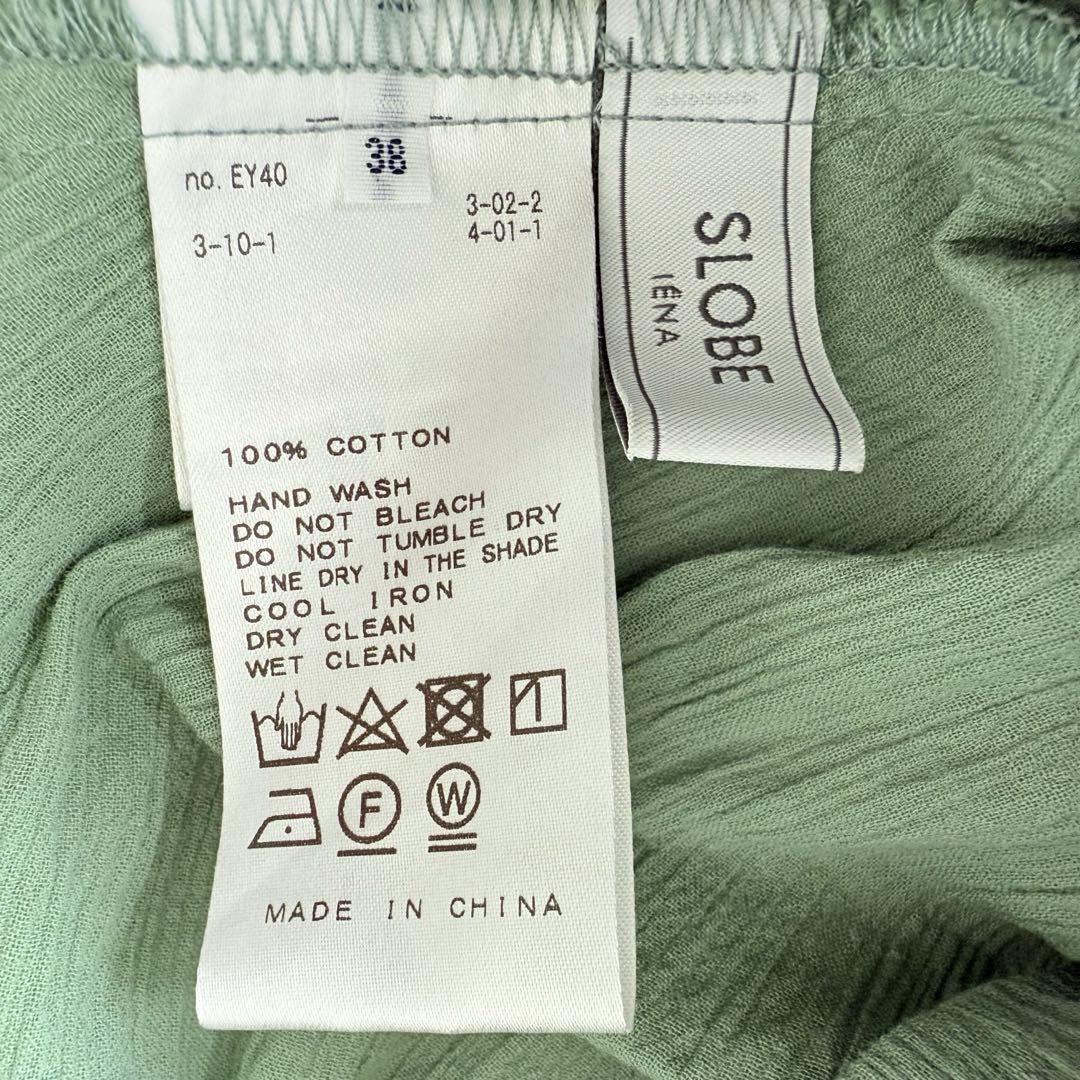 38
no. EY40
3-10-1
3-02-2
4-01-1
100% COTTON
HAND WASH
DO NOT BLEACH
DO NOT TUMBLE DRY
LINE DRY IN THE SHADE
COOL IRON
DRY CLEAN
WET CLEAN
F
W
MADE IN CHINA
SLOBE
IÉNA